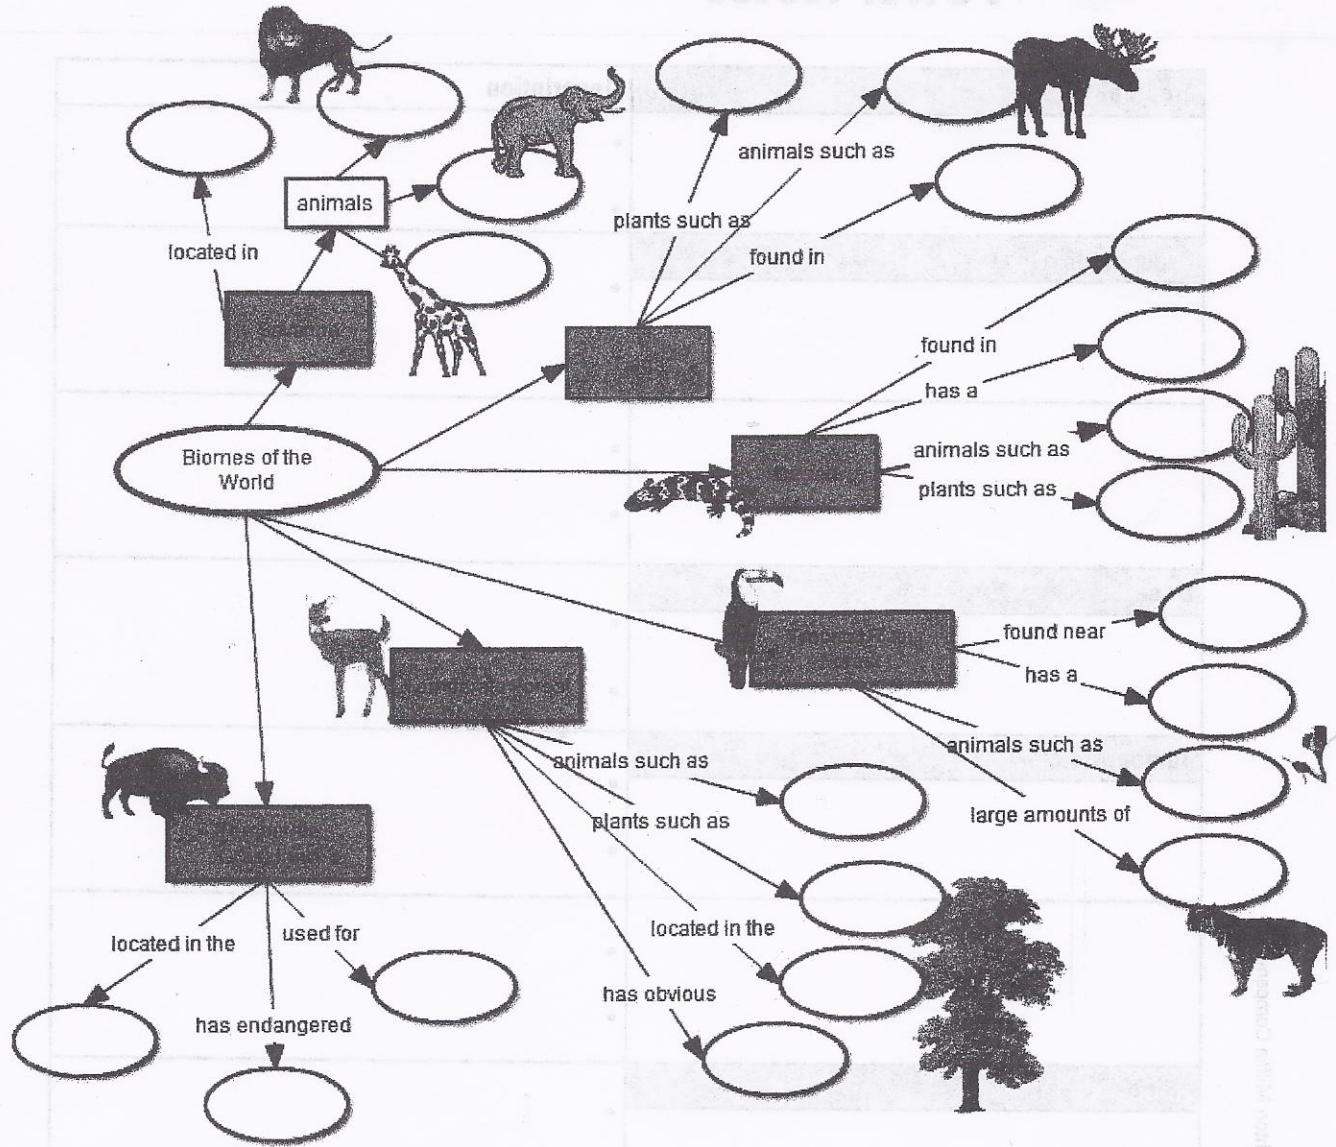 animals
located in
plants such as
animals such as
found in
found in
has a
animals such as
plants such as
Biomes of the
World
found near
has a
animals such as
large amounts of
animals such as
plants such as
located in the
has obvious
located in the
used for
has endangered